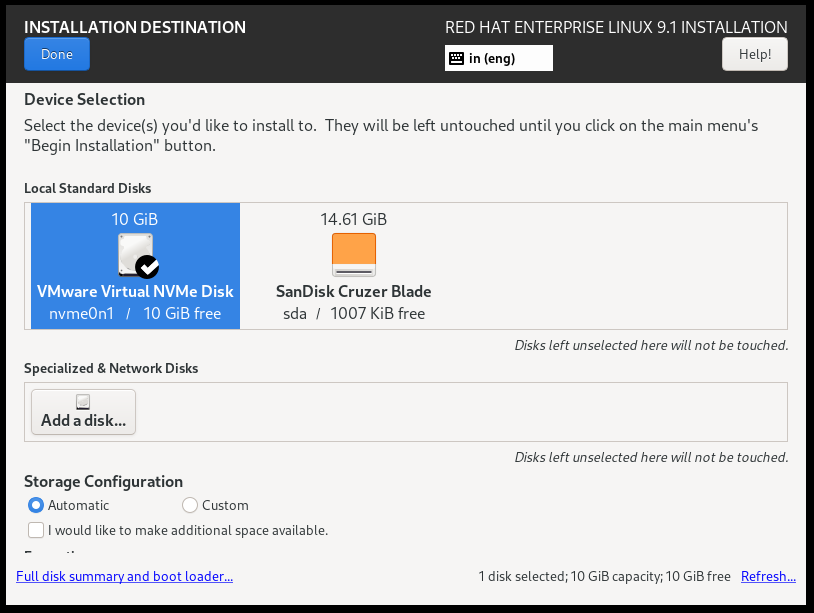 INSTALLATION DESTINATION
RED HAT ENTERPRISE LINUX 9.1 INSTALLATION
Done
in (eng)
Help!
Device Selection
Select the device(s) you'd like to install to.  They will be left untouched until you click on the main menu's
"Begin Installation" button.
Local Standard Disks
10 GiB
VMware Virtual NVMe Disk
nvme0n1 / 10 GiB free
14.61 GiB
SanDisk Cruzer Blade
sda / 1007 KiB free
Disks left unselected here will not be touched.
Specialized & Network Disks
Add a disk...
Disks left unselected here will not be touched.
Storage Configuration
Automatic
Custom
I would like to make additional space available.
Full disk summary and boot loader...
1 disk selected; 10 GiB capacity; 10 GiB free
Refresh...